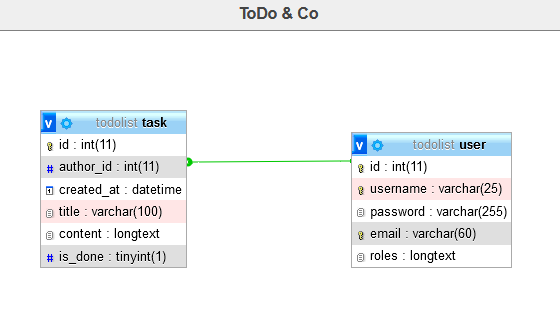 ToDo & Co
v todolist task
id : int(11)
author_id : int(11)
created_at : datetime
title : varchar(100)
content : longtext
is_done : tinyint(1)
v todolist user
id : int(11)
username : varchar(25)
password : varchar(255)
email : varchar(60)
roles : longtext